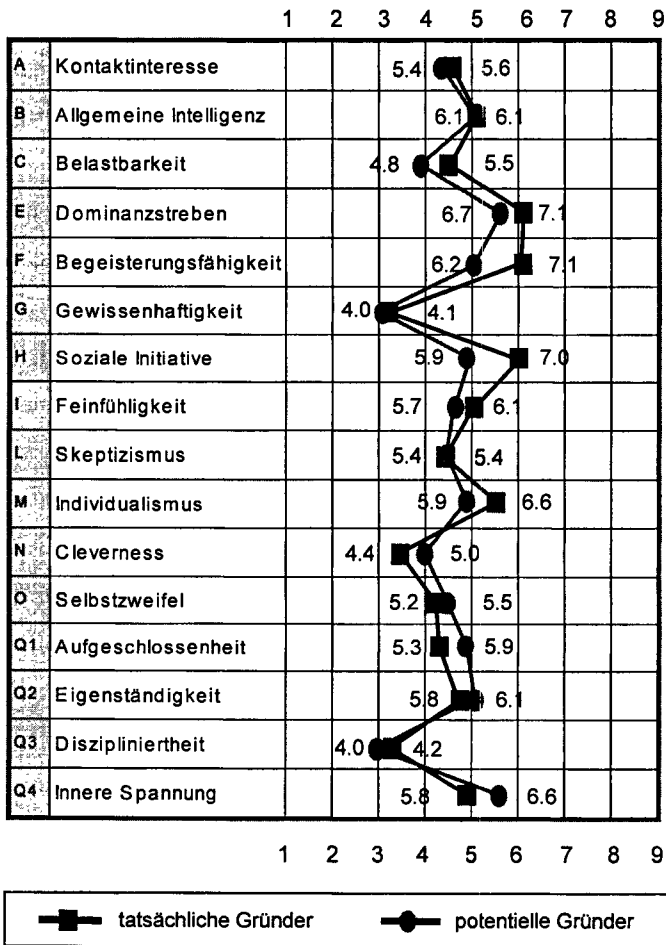 1 2 3 4 5 6 7 8 9
A Kontaktinteresse 5.4 5.6
B Allgemeine Intelligenz 6.1 6.1
C Belastbarkeit 4.8 5.5
E Dominanzstreben 6.7 7.1
F Begeisterungsfähigkeit 6.2 7.1
G Gewissenhaftigkeit 4.0 4.1
H Soziale Initiative 5.9 7.0
I Feinfühligkeit 5.7 6.1
L Skeptizismus 5.4 5.4
M Individualismus 5.9 6.6
N Cleverness 4.4 5.0
O Selbstzweifel 5.2 5.5
Q1 Aufgeschlossenheit 5.3 5.9
Q2 Eigenständigkeit 5.8 6.1
Q3 Diszipliniertheit 4.0 4.2
Q4 Innere Spannung 5.8 6.6
1 2 3 4 5 6 7 8 9
tatsächliche Gründer potentielle Gründer